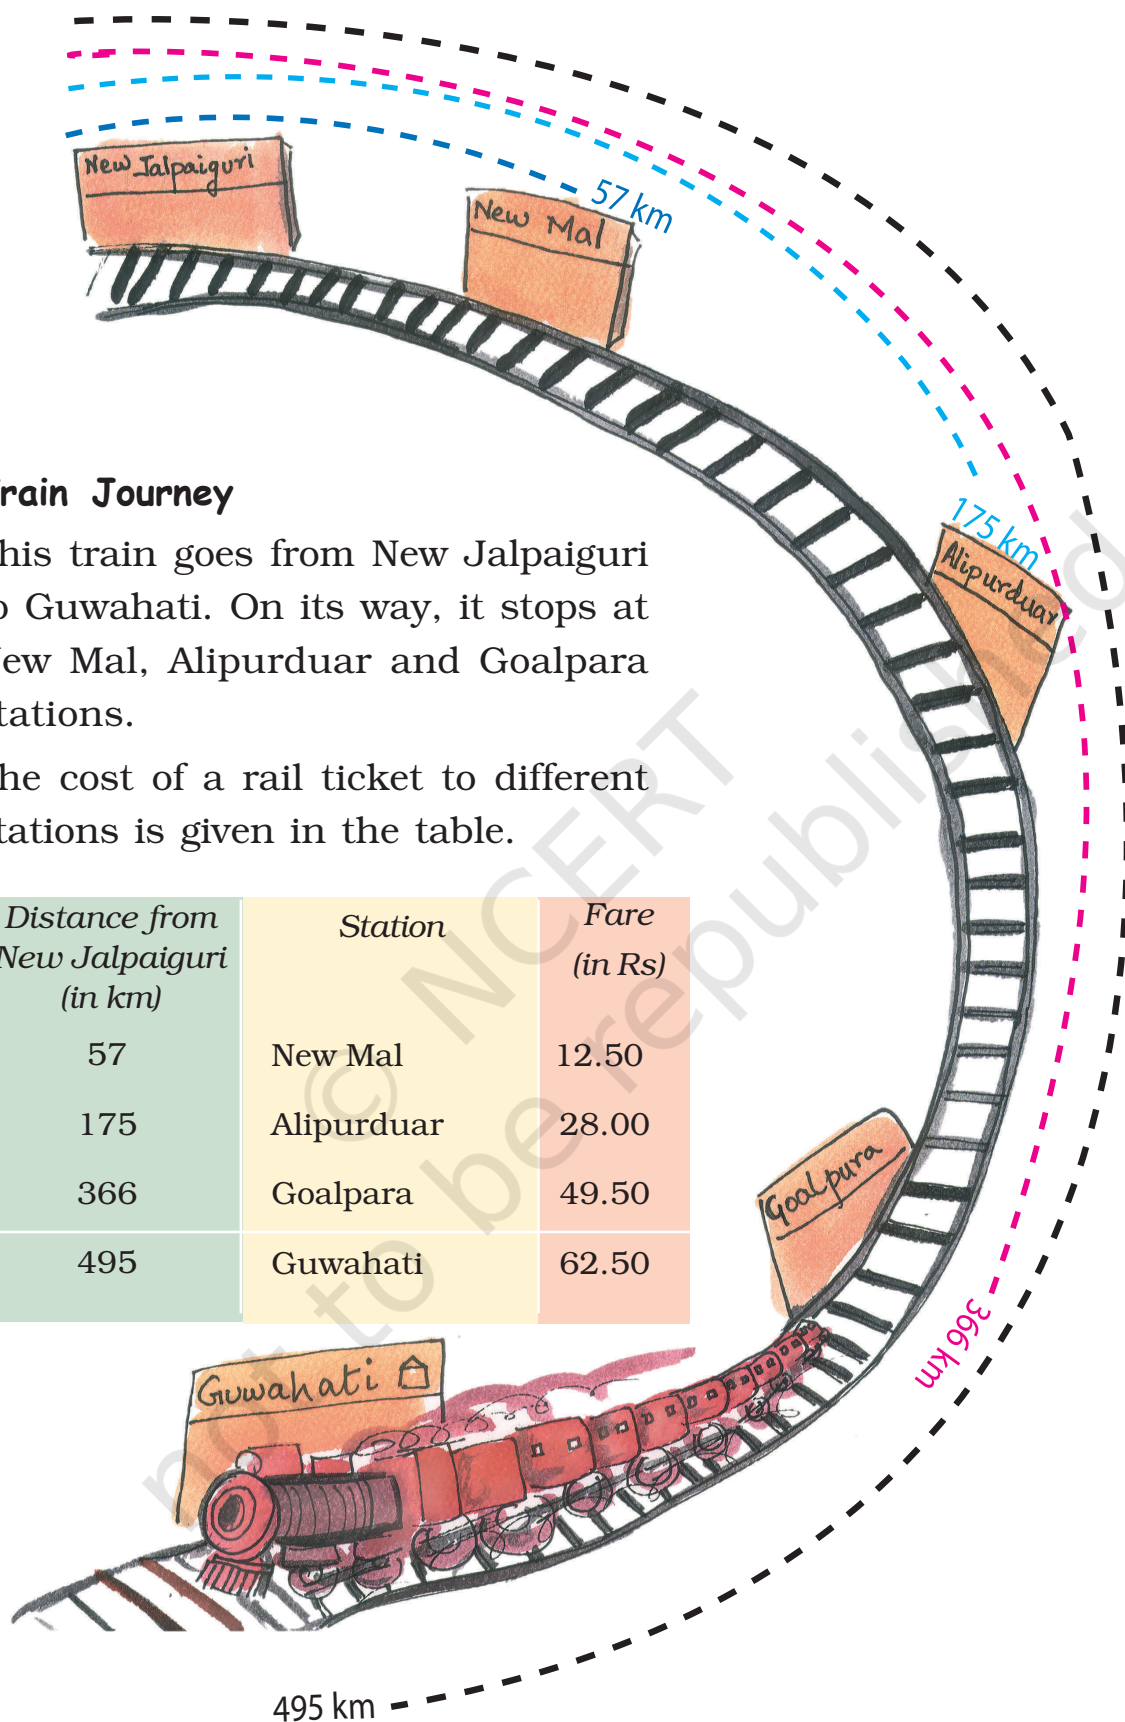 New Jalpaiguri
57 km
New Mal
175 km
Alipurduar
rain Journey
his train goes from New Jalpaiguri
o Guwahati. On its way, it stops at
ew Mal, Alipurduar and Goalpara
tations.
he cost of a rail ticket to different
tations is given in the table.
Distance from New Jalpaiguri (in km) Station Fare (in Rs)
57 New Mal 12.50
175 Alipurduar 28.00
366 Goalpara 49.50
495 Guwahati 62.50
Goalpura
366 km
Guwahati
495 km
© NCERT
not to be republished